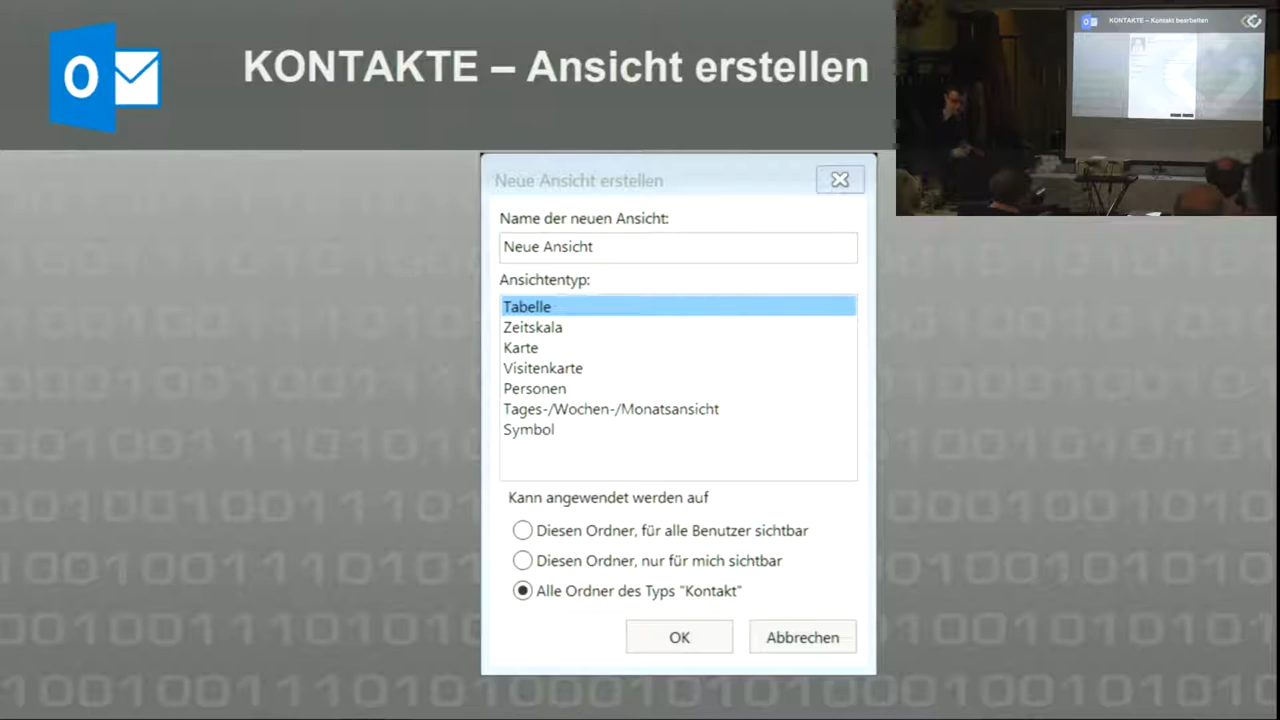 KONTAKTE – Ansicht erstellen
KONTAKTE – Kontakt bearbeiten
Neue Ansicht erstellen
Name der neuen Ansicht:
Neue Ansicht
Ansichtentyp:
Tabelle
Zeitskala
Karte
Visitenkarte
Personen
Tages-/Wochen-/Monatsansicht
Symbol
Kann angewendet werden auf
Diesen Ordner, für alle Benutzer sichtbar
Diesen Ordner, nur für mich sichtbar
Alle Ordner des Typs "Kontakt"
OK
Abbrechen